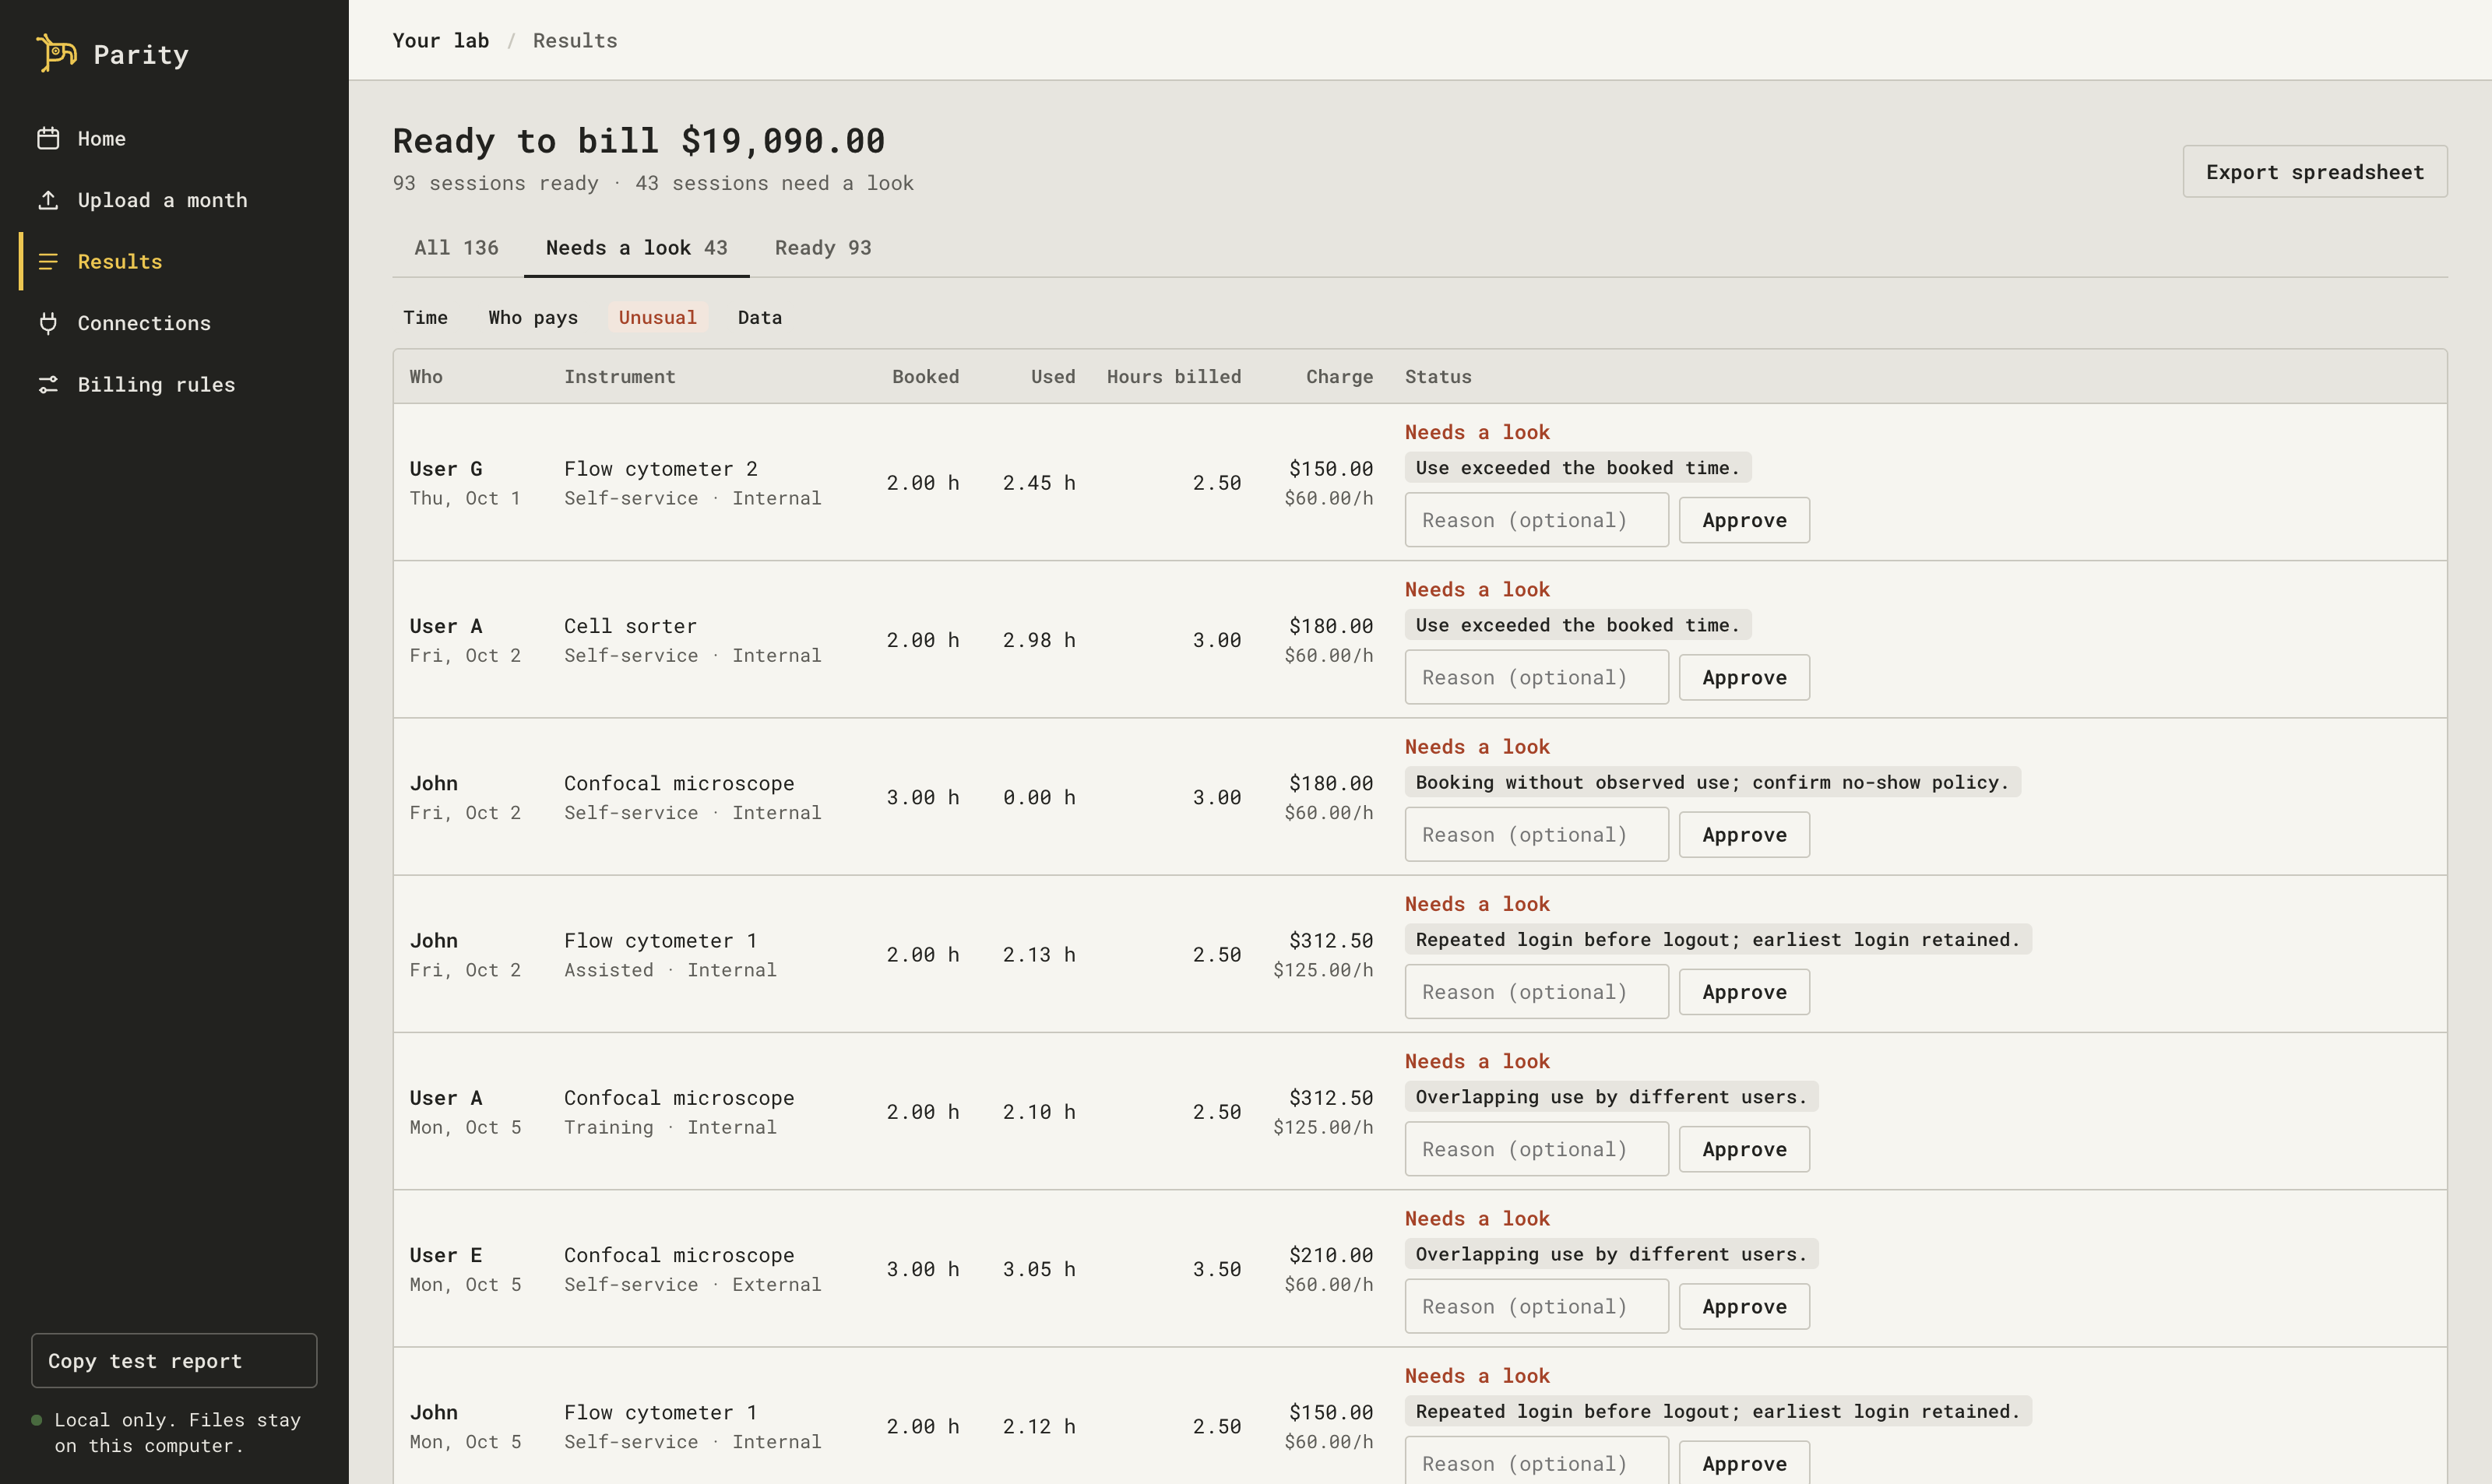 Parity
Home
Upload a month
Results
Connections
Billing rules
Copy test report
Local only. Files stay
on this computer.
Your lab / Results
Ready to bill $19,090.00
93 sessions ready · 43 sessions need a look
Export spreadsheet
All 136 Needs a look 43 Ready 93
Time Who pays Unusual Data
Who Instrument Booked Used Hours billed Charge Status
Needs a look
User G Flow cytometer 2 2.00 h 2.45 h 2.50 $150.00 Use exceeded the booked time.
Thu, Oct 1 Self-service · Internal $60.00/h
Reason (optional) Approve
Needs a look
User A Cell sorter 2.00 h 2.98 h 3.00 $180.00 Use exceeded the booked time.
Fri, Oct 2 Self-service · Internal $60.00/h
Reason (optional) Approve
Needs a look
John Confocal microscope 3.00 h 0.00 h 3.00 $180.00 Booking without observed use; confirm no-show policy.
Fri, Oct 2 Self-service · Internal $60.00/h
Reason (optional) Approve
Needs a look
John Flow cytometer 1 2.00 h 2.13 h 2.50 $312.50 Repeated login before logout; earliest login retained.
Fri, Oct 2 Assisted · Internal $125.00/h
Reason (optional) Approve
Needs a look
User A Confocal microscope 2.00 h 2.10 h 2.50 $312.50 Overlapping use by different users.
Mon, Oct 5 Training · Internal $125.00/h
Reason (optional) Approve
Needs a look
User E Confocal microscope 3.00 h 3.05 h 3.50 $210.00 Overlapping use by different users.
Mon, Oct 5 Self-service · External $60.00/h
Reason (optional) Approve
Needs a look
John Flow cytometer 1 2.00 h 2.12 h 2.50 $150.00 Repeated login before logout; earliest login retained.
Mon, Oct 5 Self-service · Internal $60.00/h
Reason (optional) Approve